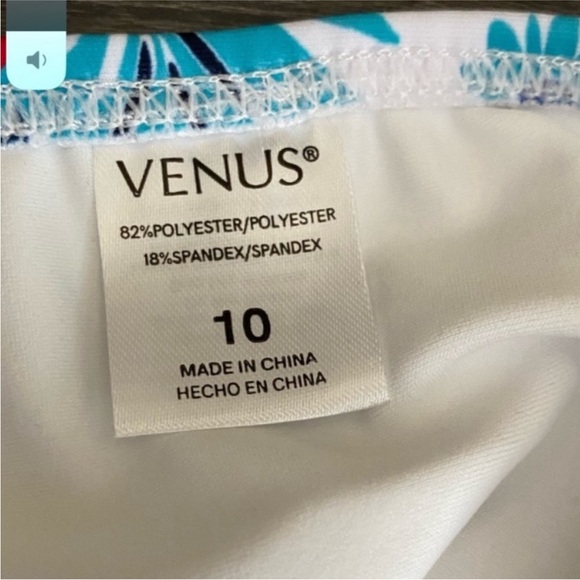 VENUS®
82%POLYESTER/POLYESTER
18%SPANDEX/SPANDEX
10
MADE IN CHINA
HECHO EN CHINA